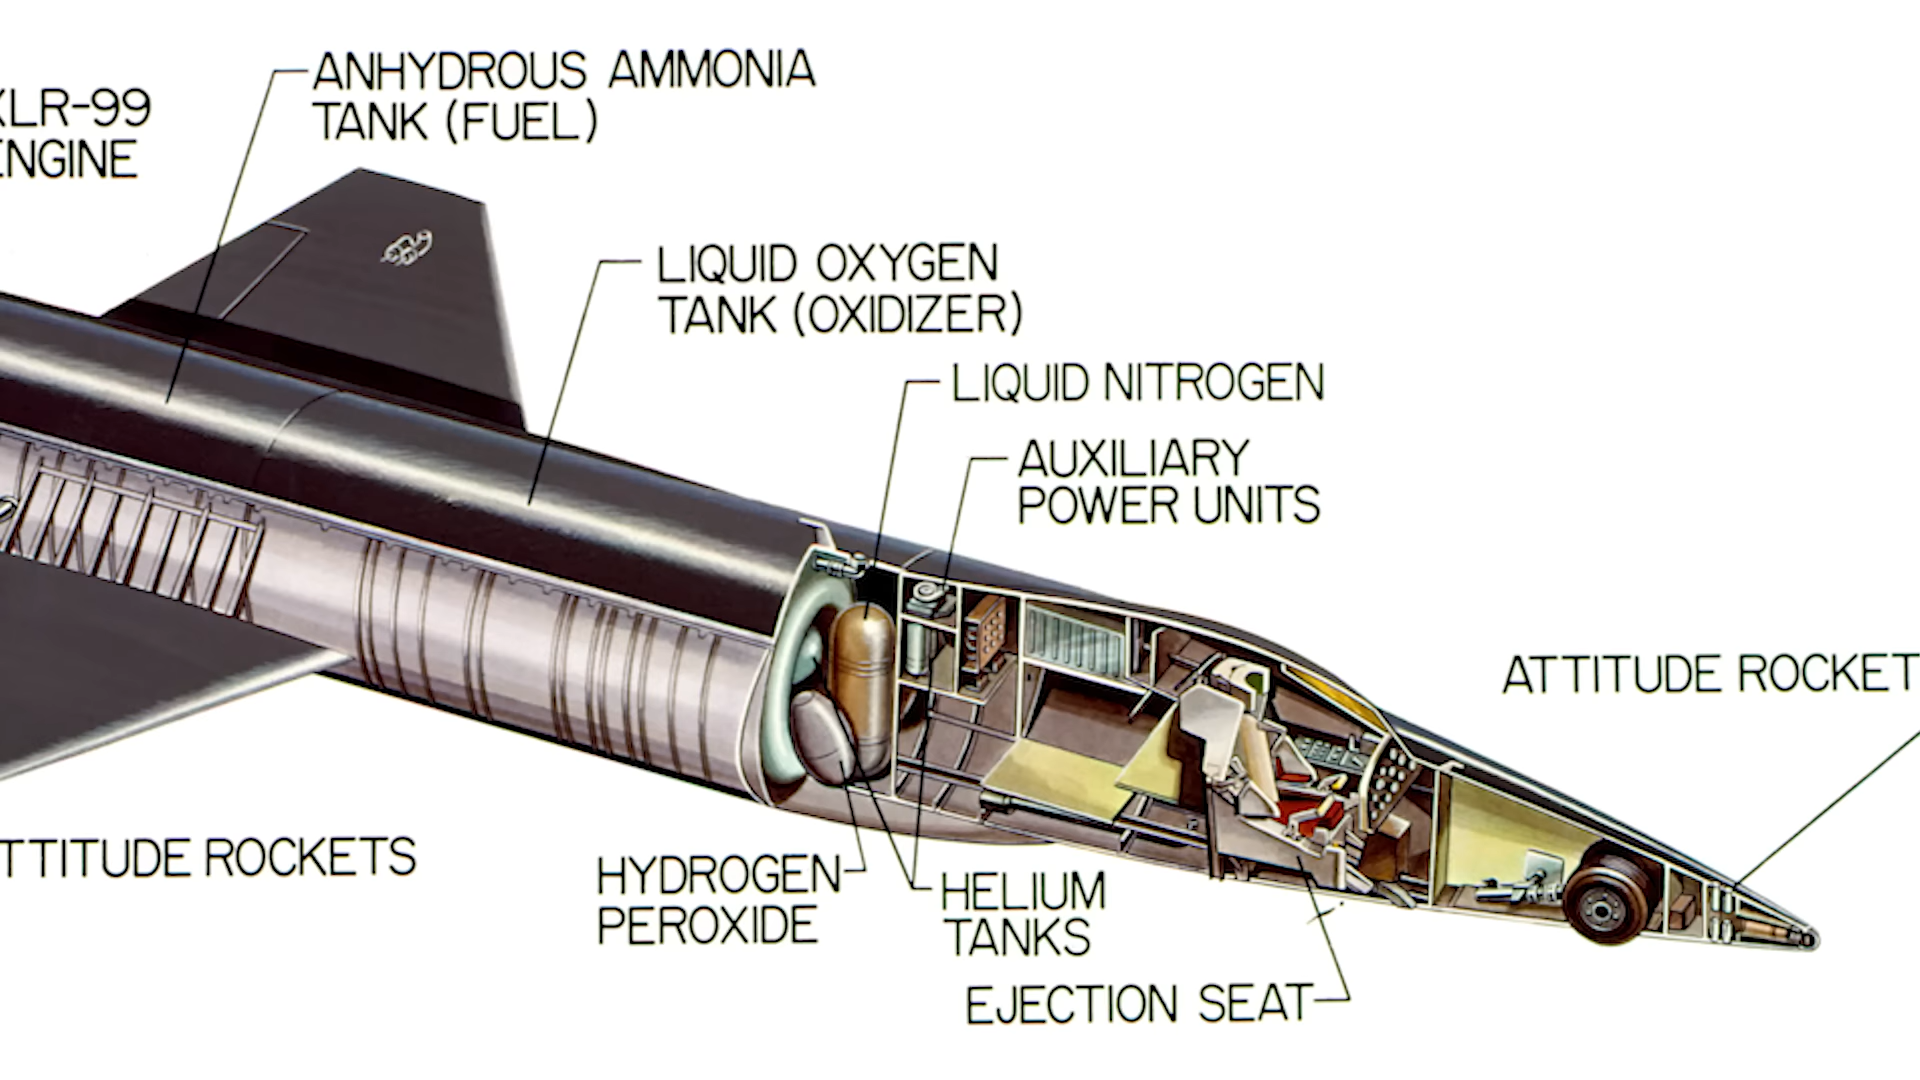 XLR-99
ENGINE
ANHYDROUS AMMONIA
TANK (FUEL)
LIQUID OXYGEN
TANK (OXIDIZER)
LIQUID NITROGEN
AUXILIARY
POWER UNITS
ATTITUDE ROCKET
TTITUDE ROCKETS
HYDROGEN
PEROXIDE
HELIUM
TANKS
EJECTION SEAT